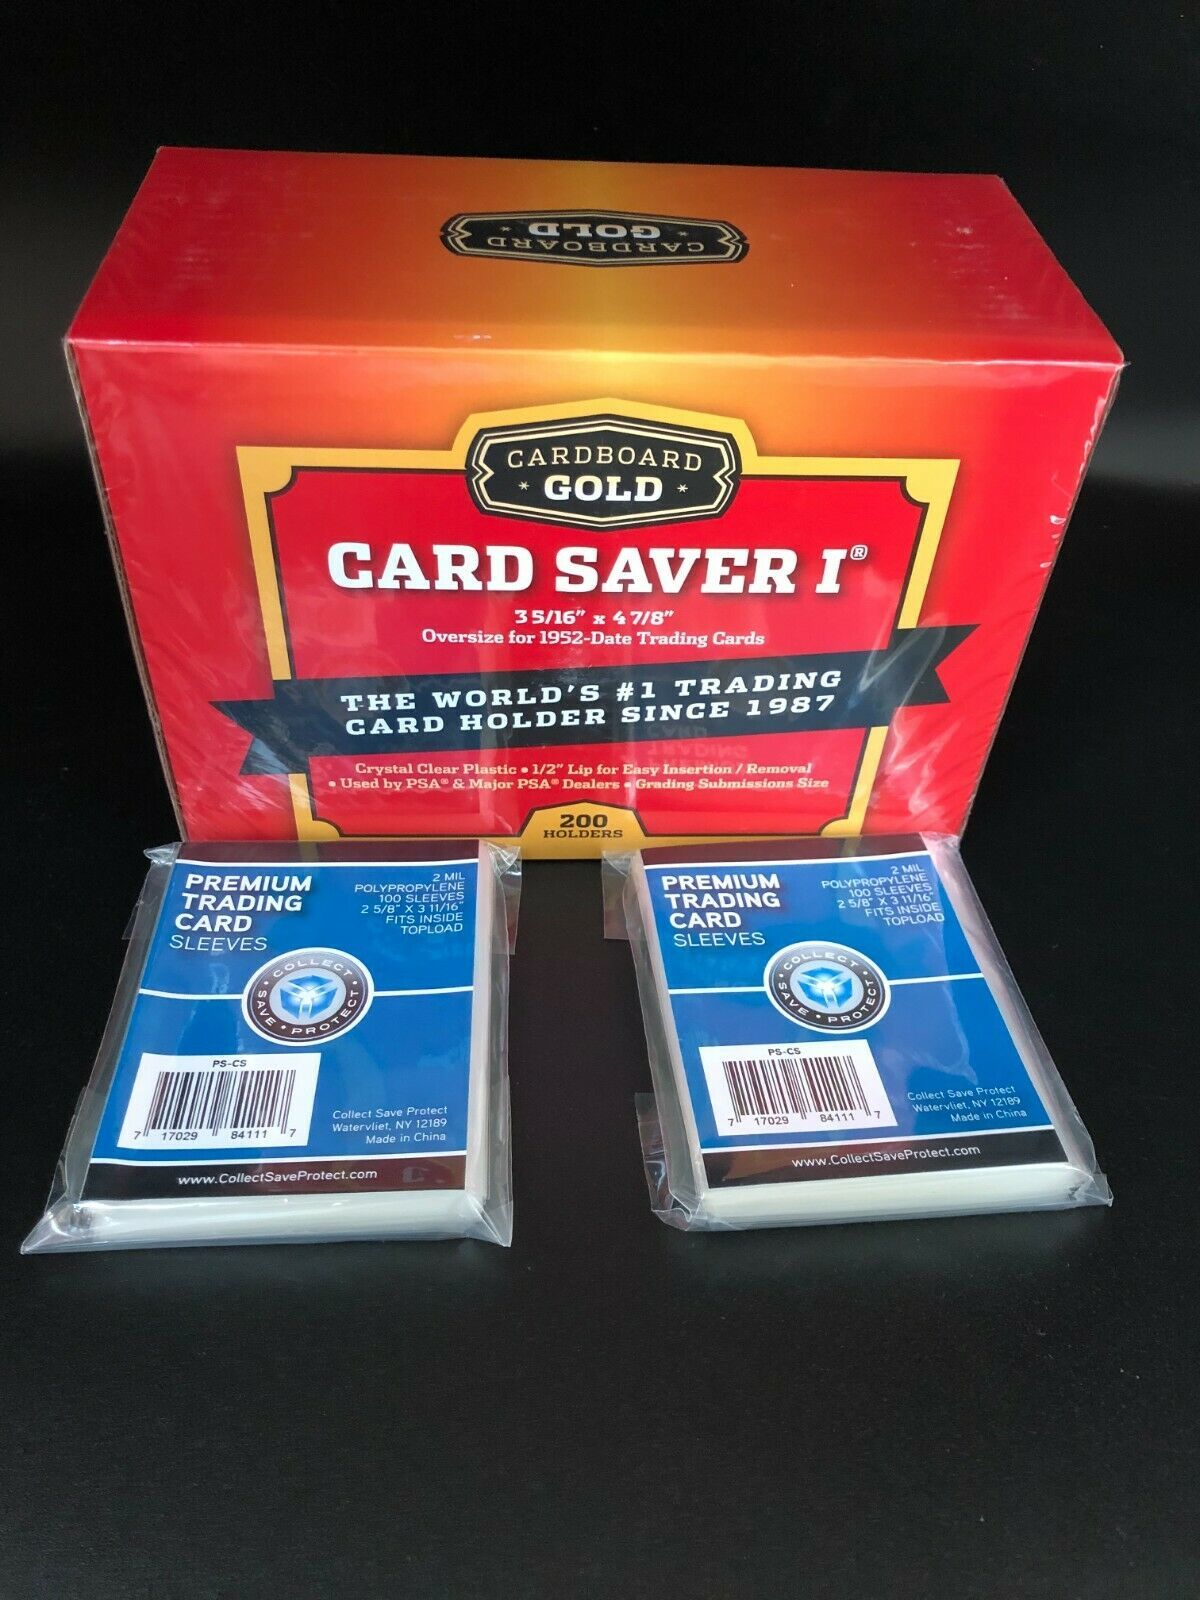 CARDBOARD
GOLD
CARDBOARD
* GOLD *
CARD SAVER I®
3 5/16" x 4 7/8"
Oversize for 1952-Date Trading Cards
THE WORLD'S #1 TRADING
CARD HOLDER SINCE 1987
Crystal Clear Plastic • 1/2" Lip for Easy Insertion / Removal
• Used by PSA® & Major PSA® Dealers • Grading Submissions Size
200
HOLDERS
PREMIUM
TRADING
CARD
SLEEVES
2 MIL
POLYPROPYLENE
100 SLEEVES
2 5/8" X 3 11/16"
FITS INSIDE
TOPLOAD
COLLECT • SAVE • PROTECT
PS-CS
7 17029 84111 7
Collect Save Protect
Watervliet, NY 12189
Made in China
www.CollectSaveProtect.com
PREMIUM
TRADING
CARD
SLEEVES
2 MIL
POLYPROPYLENE
100 SLEEVES
2 5/8" X 3 11/16"
FITS INSIDE
TOPLOAD
COLLECT • SAVE • PROTECT
PS-CS
7 17029 84111 7
Collect Save Protect
Watervliet, NY 12189
Made in China
www.CollectSaveProtect.com